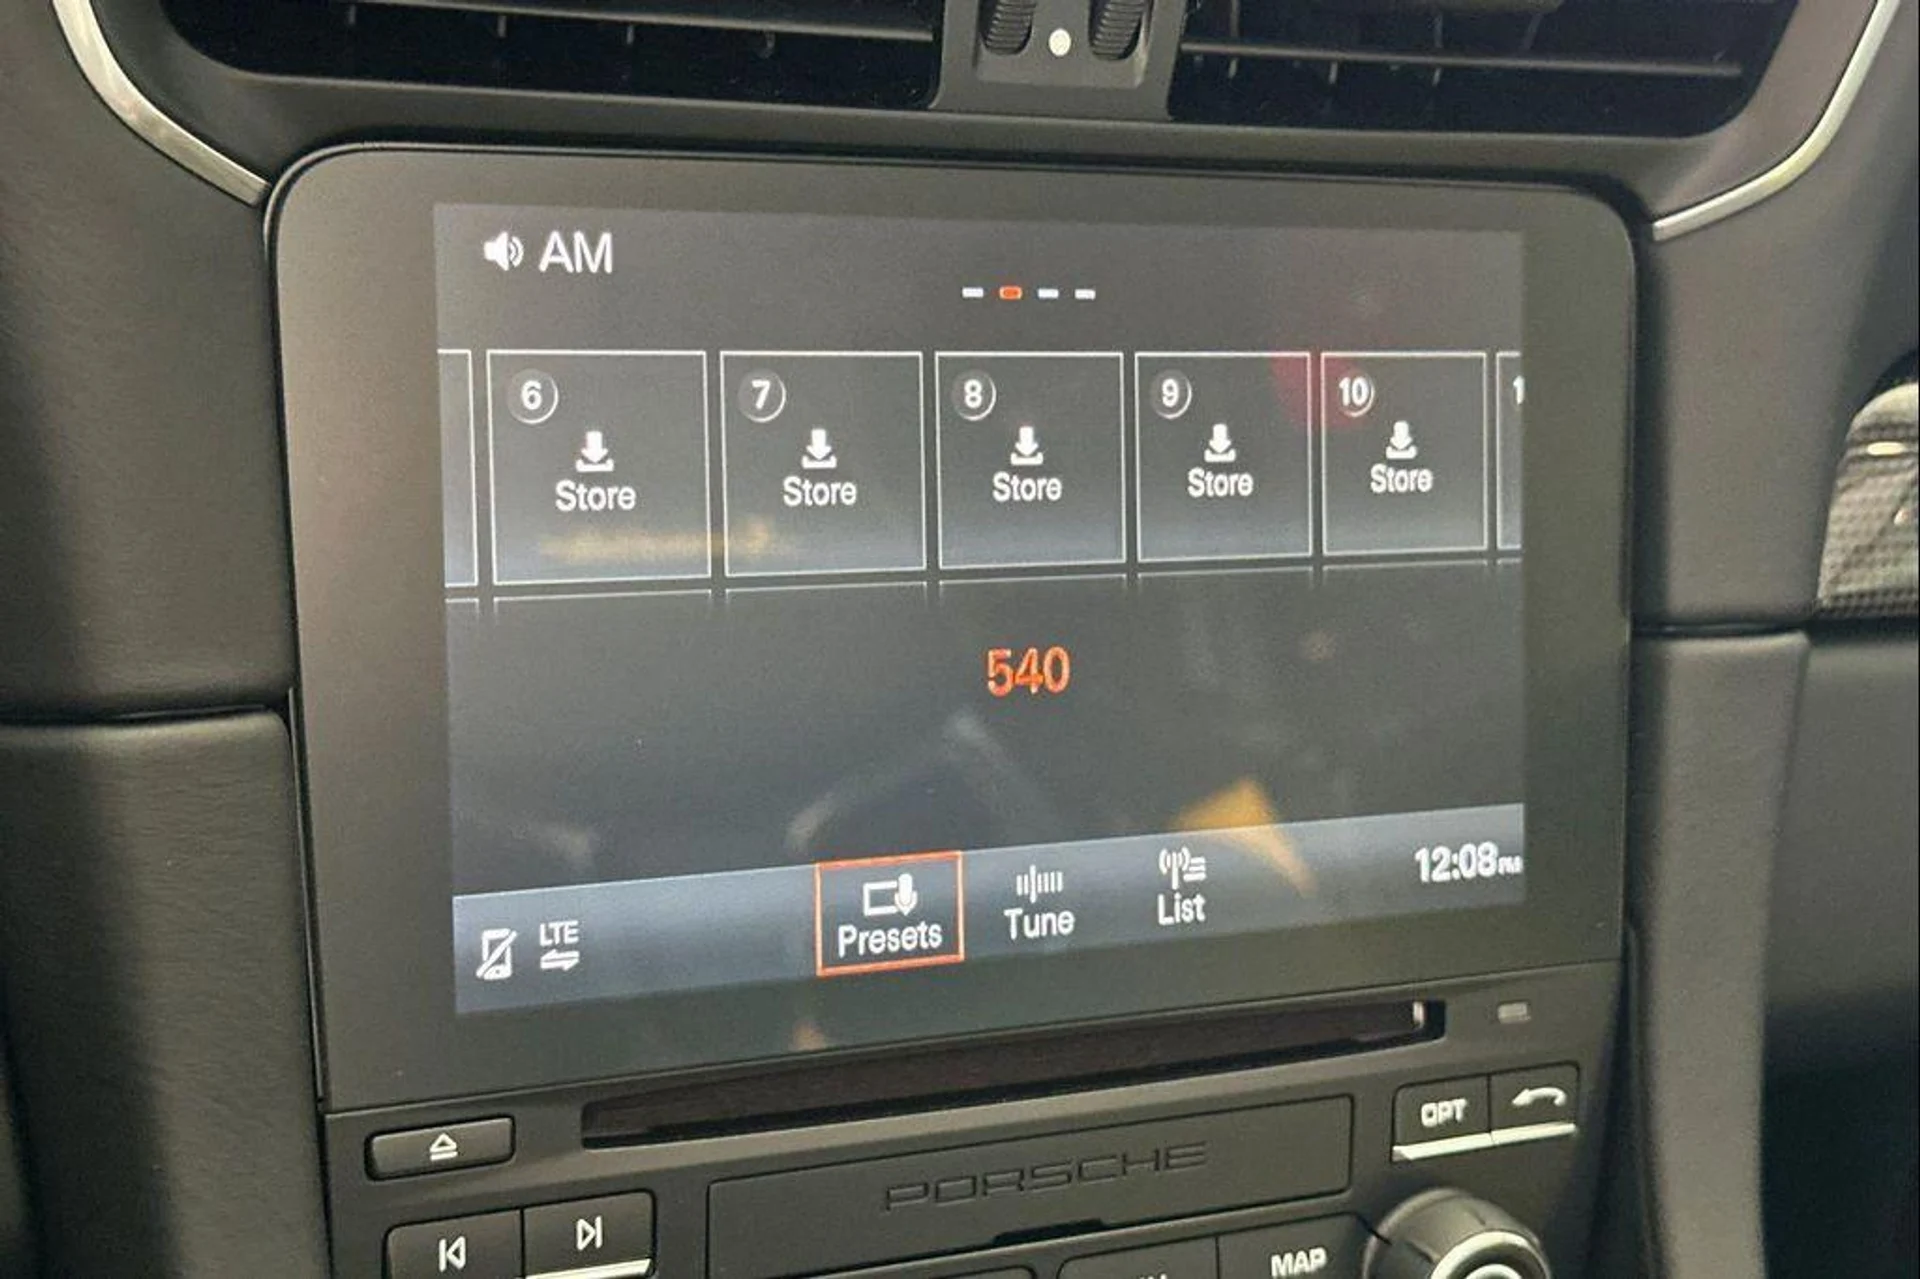 AM
6
7
8
9
10
Store
Store
Store
Store
Store
540
Presets
Tune
List
12:08PM
LTE
OPT
PORSCHE
MAP